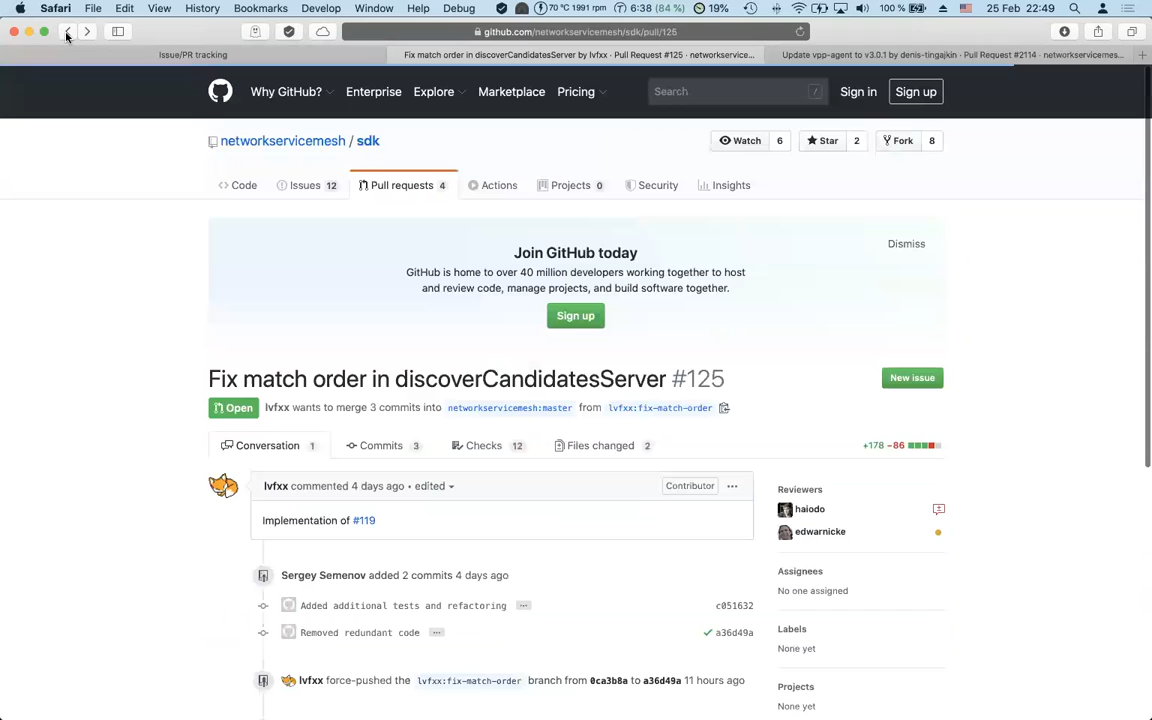 Safari File Edit View History Bookmarks Develop Window Help Debug 70 °C 1991 rpm 6:38 (84 %) 19% 100 % 25 Feb 22:49
github.com/networkservicemesh/sdk/pull/125
Issue/PR tracking Fix match order in discoverCandidatesServer by lvfxx · Pull Request #125 · networkservice... Update vpp-agent to v3.0.1 by denis-tingajkin · Pull Request #2114 · networkservicemes...
Why GitHub? Enterprise Explore Marketplace Pricing Search / Sign in Sign up
networkservicemesh / sdk Watch 6 Star 2 Fork 8
Code Issues 12 Pull requests 4 Actions Projects 0 Security Insights
Dismiss
Join GitHub today
GitHub is home to over 40 million developers working together to host
and review code, manage projects, and build software together.
Sign up
Fix match order in discoverCandidatesServer #125 New issue
Open lvfxx wants to merge 3 commits into networkservicemesh:master from lvfxx:fix-match-order
Conversation 1 Commits 3 Checks 12 Files changed 2 +178 −86
lvfxx commented 4 days ago • edited Contributor ...
Implementation of #119
Sergey Semenov added 2 commits 4 days ago
Added additional tests and refactoring ... c051632
Removed redundant code ... a36d49a
lvfxx force-pushed the lvfxx:fix-match-order branch from 0ca3b8a to a36d49a 11 hours ago
Reviewers
haiodo
edwarnicke
Assignees
No one assigned
Labels
None yet
Projects
None yet